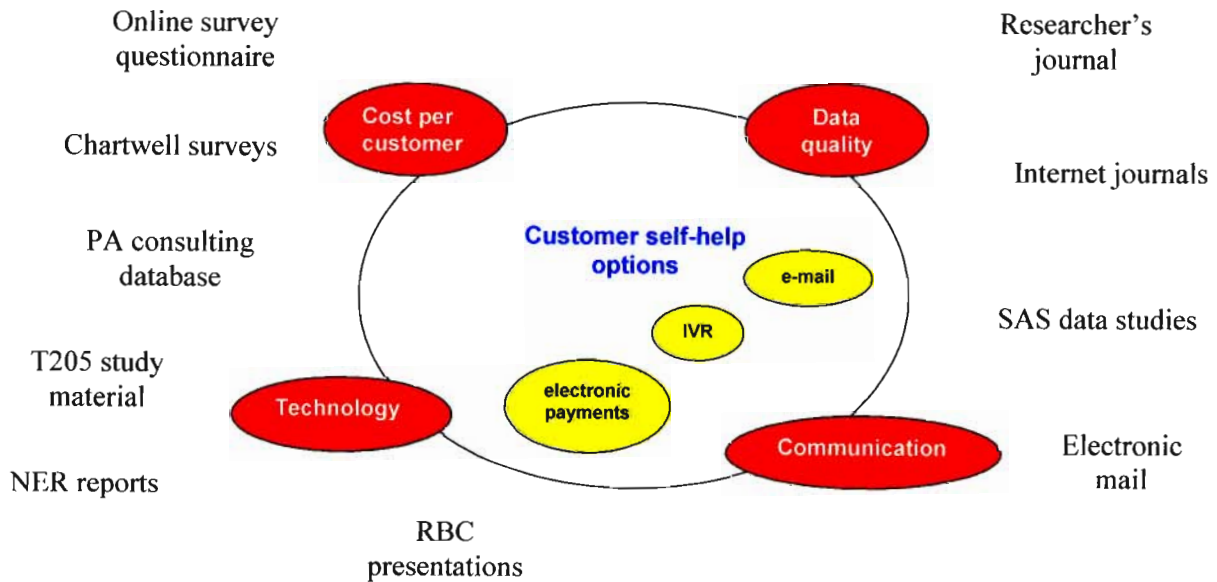 Online survey
questionnaire
Researcher's
journal
Cost per
customer
Data
quality
Chartwell surveys
Internet journals
PA consulting
database
Customer self-help
options
e-mail
IVR
SAS data studies
T205 study
material
Technology
electronic
payments
Communication
Electronic
mail
NER reports
RBC
presentations